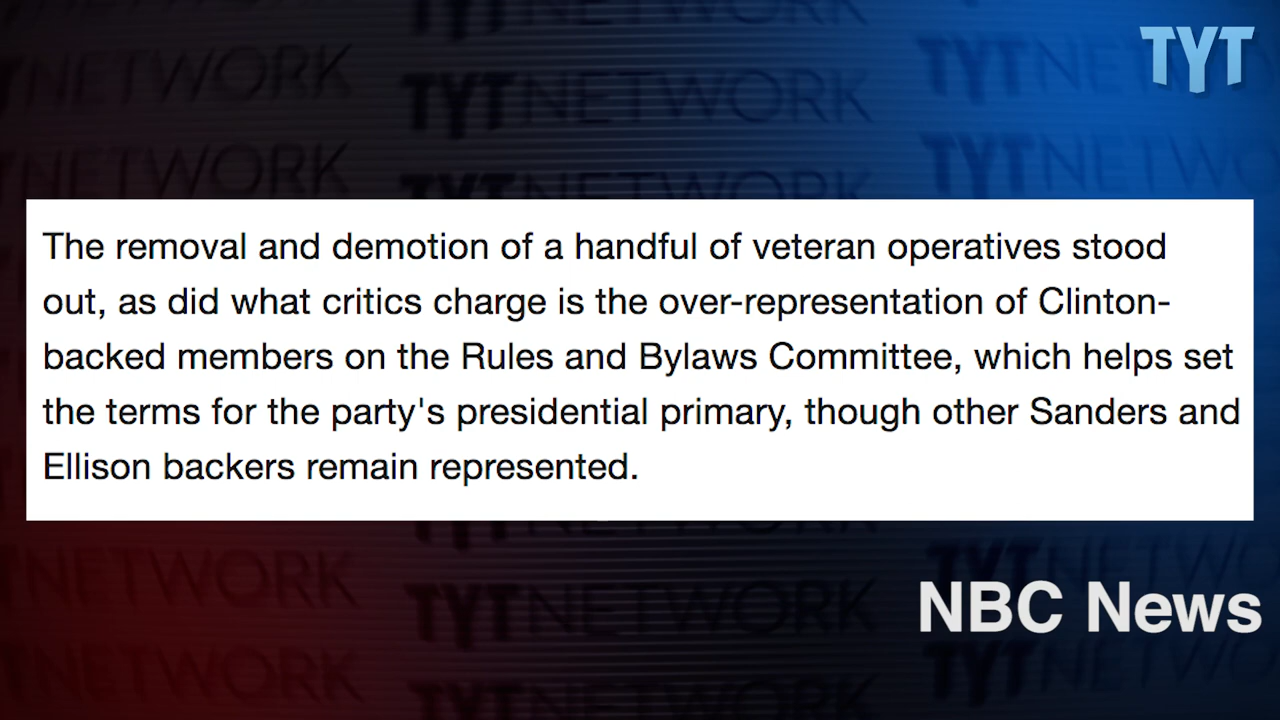 TYT
The removal and demotion of a handful of veteran operatives stood
out, as did what critics charge is the over-representation of Clinton-
backed members on the Rules and Bylaws Committee, which helps set
the terms for the party's presidential primary, though other Sanders and
Ellison backers remain represented.
NBC News
TYTNETWORK
TYTNETWORK